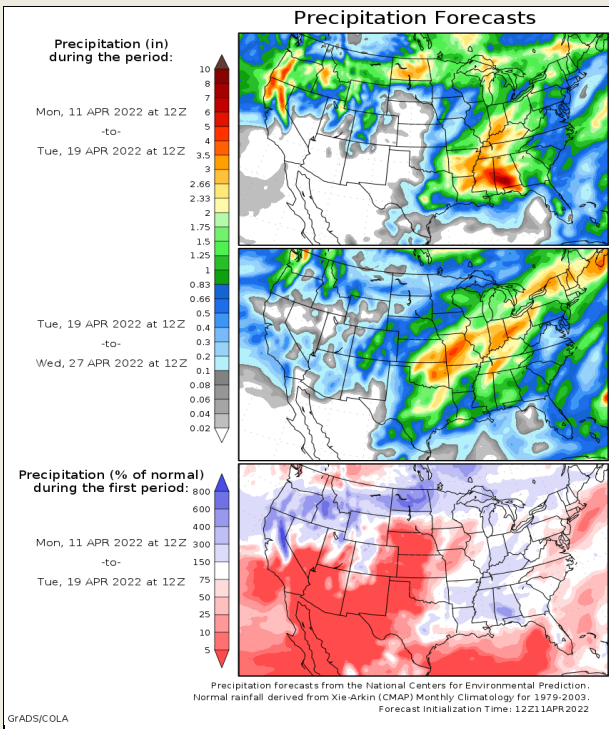 Precipitation Forecasts
Precipitation (in)
during the period:
Mon, 11 APR 2022 at 12Z
-to-
Tue, 19 APR 2022 at 12Z
10
8
7
6
5
4
3.5
3
2.66
2.33
2
1.75
1.5
1.25
1
0.83
0.66
0.5
0.4
0.3
0.2
0.1
0.08
0.06
0.04
0.02
Tue, 19 APR 2022 at 12Z
-to-
Wed, 27 APR 2022 at 12Z
Precipitation (% of normal)
during the first period:
Mon, 11 APR 2022 at 12Z
-to-
Tue, 19 APR 2022 at 12Z
800
600
400
300
150
75
50
25
10
5
Precipitation forecasts from the National Centers for Environmental Prediction.
Normal rainfall derived from Xie-Arkin (CMAP) Monthly Climatology for 1979-2003.
Forecast Initialization Time: 12Z11APR2022
GrADS/COLA